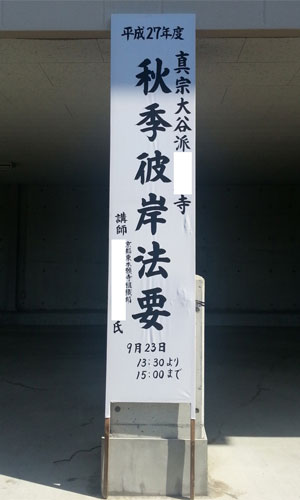 平成27年度
真宗大谷派 寺
秋季彼岸法要
講師 氏
9月23日
13:30より
15:00まで